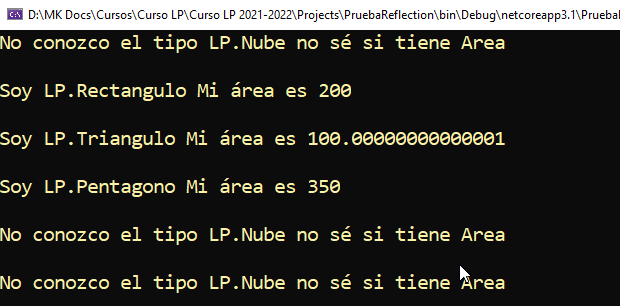 D:\MK Docs\Cursos\Curso LP\Curso LP 2021-2022\Projects\PruebaReflection\bin\Debug\netcoreapp3.1\Prueba
No conozco el tipo LP.Nube no sé si tiene Area
Soy LP.Rectangulo Mi área es 200
Soy LP.Triangulo Mi área es 100.00000000000001
Soy LP.Pentagono Mi área es 350
No conozco el tipo LP.Nube no sé si tiene Area
No conozco el tipo LP.Nube no sé si tiene Area